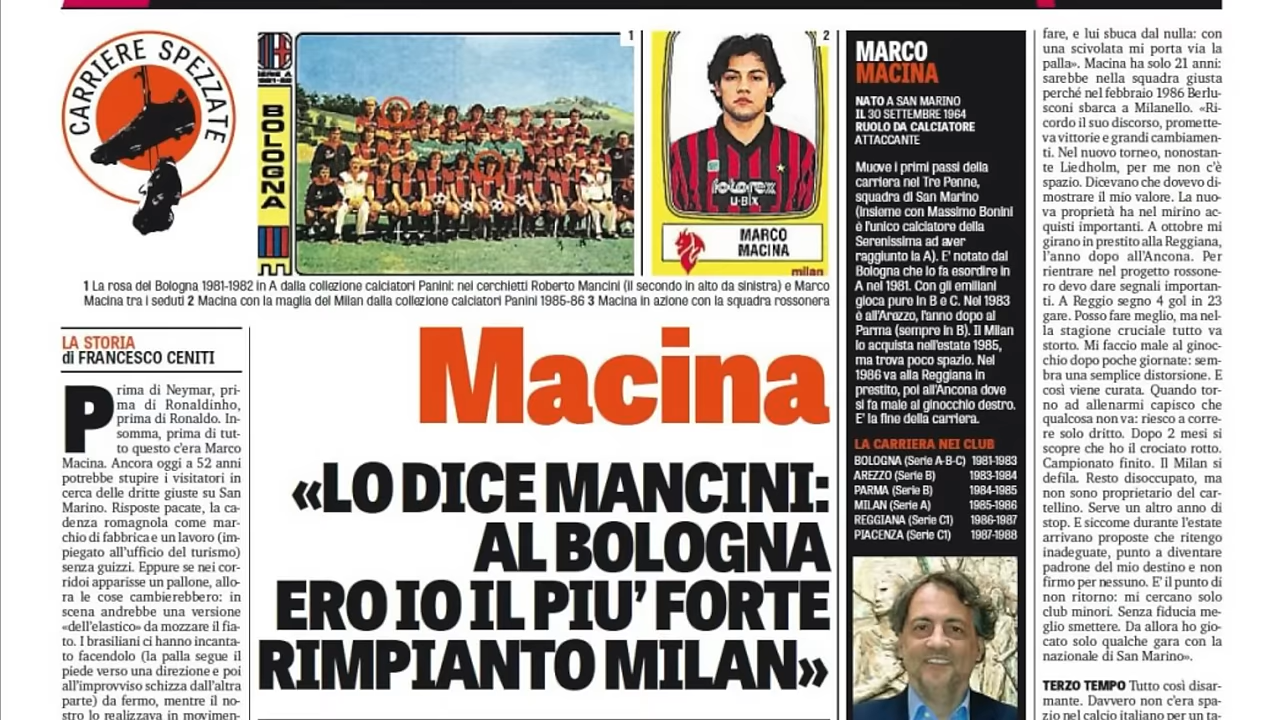 CARRIERE SPEZZATE
SERIE A
1981-82
BOLOGNA
1
2
MARCO
MACINA
milan
1 La rosa del Bologna 1981-1982 in A dalla collezione calciatori Panini: nei cerchietti Roberto Mancini (il secondo in alto da sinistra) e Marco
Macina tra i seduti 2 Macina con la maglia del Milan dalla collezione calciatori Panini 1985-86 3 Macina in azione con la squadra rossonera
LA STORIA
di FRANCESCO CENITI
Prima di Neymar, pri-
ma di Ronaldinho,
prima di Ronaldo. In-
somma, prima di tut-
to questo c'era Marco
Macina. Ancora oggi a 52 anni
potrebbe stupire i visitatori in
cerca delle dritte giuste su San
Marino. Risposte pacate, la ca-
denza romagnola come mar-
chio di fabbrica e un lavoro (im-
piegato all'ufficio del turismo)
senza guizzi. Eppure se nei cor-
ridoi apparisse un pallone, allo-
ra le cose cambierebbero: in
scena andrebbe una versione
«dell'elastico» da mozzare il fia-
to. I brasiliani ci hanno incanta-
to facendolo (la palla segue il
piede verso una direzione e poi
all'improvviso schizza dall'altra
parte) da fermo, mentre il no-
stro lo realizzava in movimen-
Macina
«LO DICE MANCINI:
AL BOLOGNA
ERO IO IL PIU' FORTE
RIMPIANTO MILAN»
MARCO
MACINA
NATO A SAN MARINO
IL 30 SETTEMBRE 1964
RUOLO DA CALCIATORE
ATTACCANTE
Muove i primi passi della
carriera nel Tre Penne,
squadra di San Marino
(insieme con Massimo Bonini
è l'unico calciatore della
Serenissima ad aver
raggiunto la A). E' notato dal
Bologna che lo fa esordire in
A nel 1981. Con gli emiliani
gioca pure in B e C. Nel 1983
è all'Arezzo, l'anno dopo al
Parma (sempre in B). Il Milan
lo acquista nell'estate 1985,
ma trova poco spazio. Nel
1986 va alla Reggiana in
prestito, poi all'Ancona dove
si fa male al ginocchio destro.
E' la fine della carriera.
LA CARRIERA NEI CLUB
BOLOGNA (Serie A-B-C) 1981-1983
AREZZO (Serie B) 1983-1984
PARMA (Serie B) 1984-1985
MILAN (Serie A) 1985-1986
REGGIANA (Serie C1) 1986-1987
PIACENZA (Serie C1) 1987-1988
fare, e lui sbuca dal nulla: con
una scivolata mi porta via la
palla». Macina ha solo 21 anni:
sarebbe nella squadra giusta
perché nel febbraio 1986 Berlu-
sconi sbarca a Milanello. «Ri-
cordo il suo discorso, promette-
va vittorie e grandi cambiamen-
ti. Nel nuovo torneo, nonostan-
te Liedholm, per me non c'è
spazio. Dicevano che dovevo di-
mostrare il mio valore. La nuo-
va proprietà ha nel mirino ac-
quisti importanti. A ottobre mi
girano in prestito alla Reggiana,
l'anno dopo all'Ancona. Per
rientrare nel progetto rossone-
ro devo dare segnali importan-
ti. A Reggio segno 4 gol in 23
gare. Posso fare meglio, ma nel-
la stagione cruciale tutto va
storto. Mi faccio male al ginoc-
chio dopo poche giornate: sem-
bra una semplice distorsione. E
così viene curata. Quando tor-
no ad allenarmi capisco che
qualcosa non va: riesco a corre-
re solo dritto. Dopo 2 mesi si
scopre che ho il crociato rotto.
Campionato finito. Il Milan si
defila. Resto disoccupato, ma
non sono proprietario del car-
tellino. Serve un altro anno di
stop. E siccome durante l'estate
arrivano proposte che ritengo
inadeguate, punto a diventare
padrone del mio destino e non
firmo per nessuno. E' il punto di
non ritorno: mi cercano solo
club minori. Senza fiducia me-
glio smettere. Da allora ho gio-
cato solo qualche gara con la
nazionale di San Marino».
TERZO TEMPO Tutto così disar-
mante. Davvero non c'era spa-
zio nel calcio italiano per un ta-